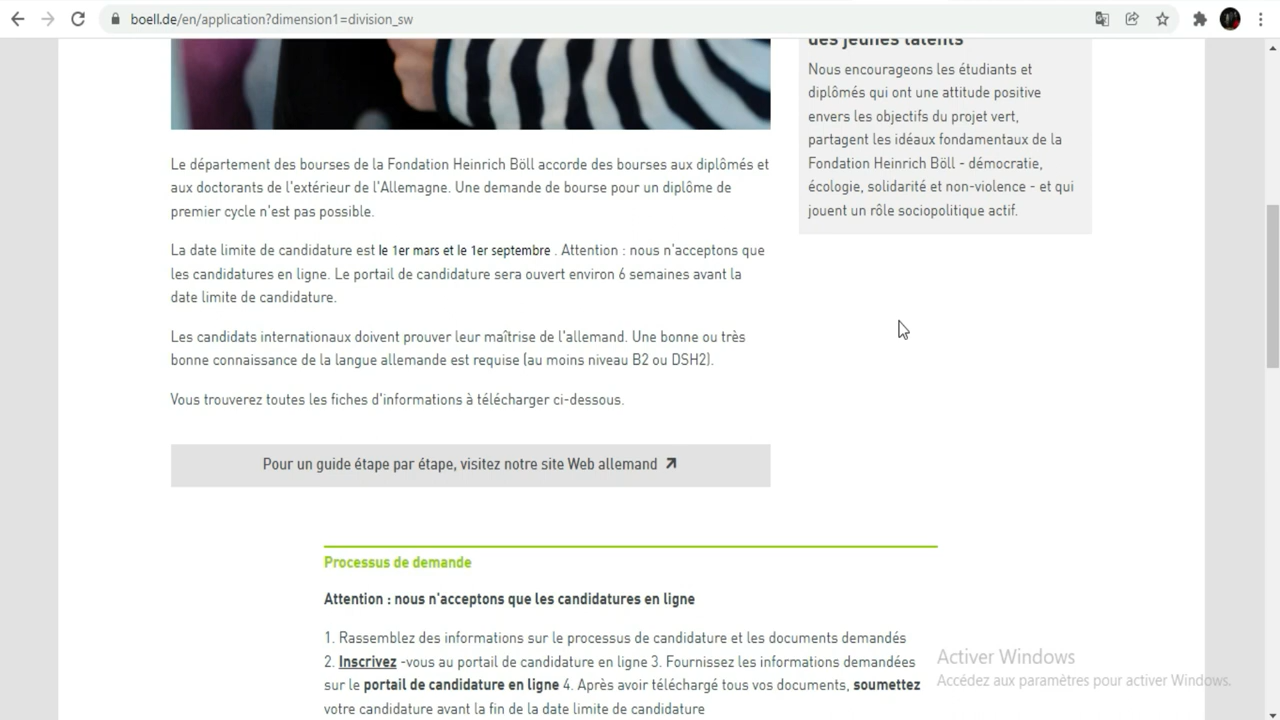 boell.de/en/application?dimension1=division_sw
des jeunes talents
Nous encourageons les étudiants et
diplômés qui ont une attitude positive
envers les objectifs du projet vert,
partagent les idéaux fondamentaux de la
Fondation Heinrich Böll - démocratie,
écologie, solidarité et non-violence - et qui
jouent un rôle sociopolitique actif.
Le département des bourses de la Fondation Heinrich Böll accorde des bourses aux diplômés et
aux doctorants de l'extérieur de l'Allemagne. Une demande de bourse pour un diplôme de
premier cycle n'est pas possible.
La date limite de candidature est le 1er mars et le 1er septembre . Attention : nous n'acceptons que
les candidatures en ligne. Le portail de candidature sera ouvert environ 6 semaines avant la
date limite de candidature.
Les candidats internationaux doivent prouver leur maîtrise de l'allemand. Une bonne ou très
bonne connaissance de la langue allemande est requise (au moins niveau B2 ou DSH2).
Vous trouverez toutes les fiches d'informations à télécharger ci-dessous.
Pour un guide étape par étape, visitez notre site Web allemand
Processus de demande
Attention : nous n'acceptons que les candidatures en ligne
1. Rassemblez des informations sur le processus de candidature et les documents demandés
2. Inscrivez -vous au portail de candidature en ligne 3. Fournissez les informations demandées
sur le portail de candidature en ligne 4. Après avoir téléchargé tous vos documents, soumettez
votre candidature avant la fin de la date limite de candidature
Activer Windows
Accédez aux paramètres pour activer Windows.